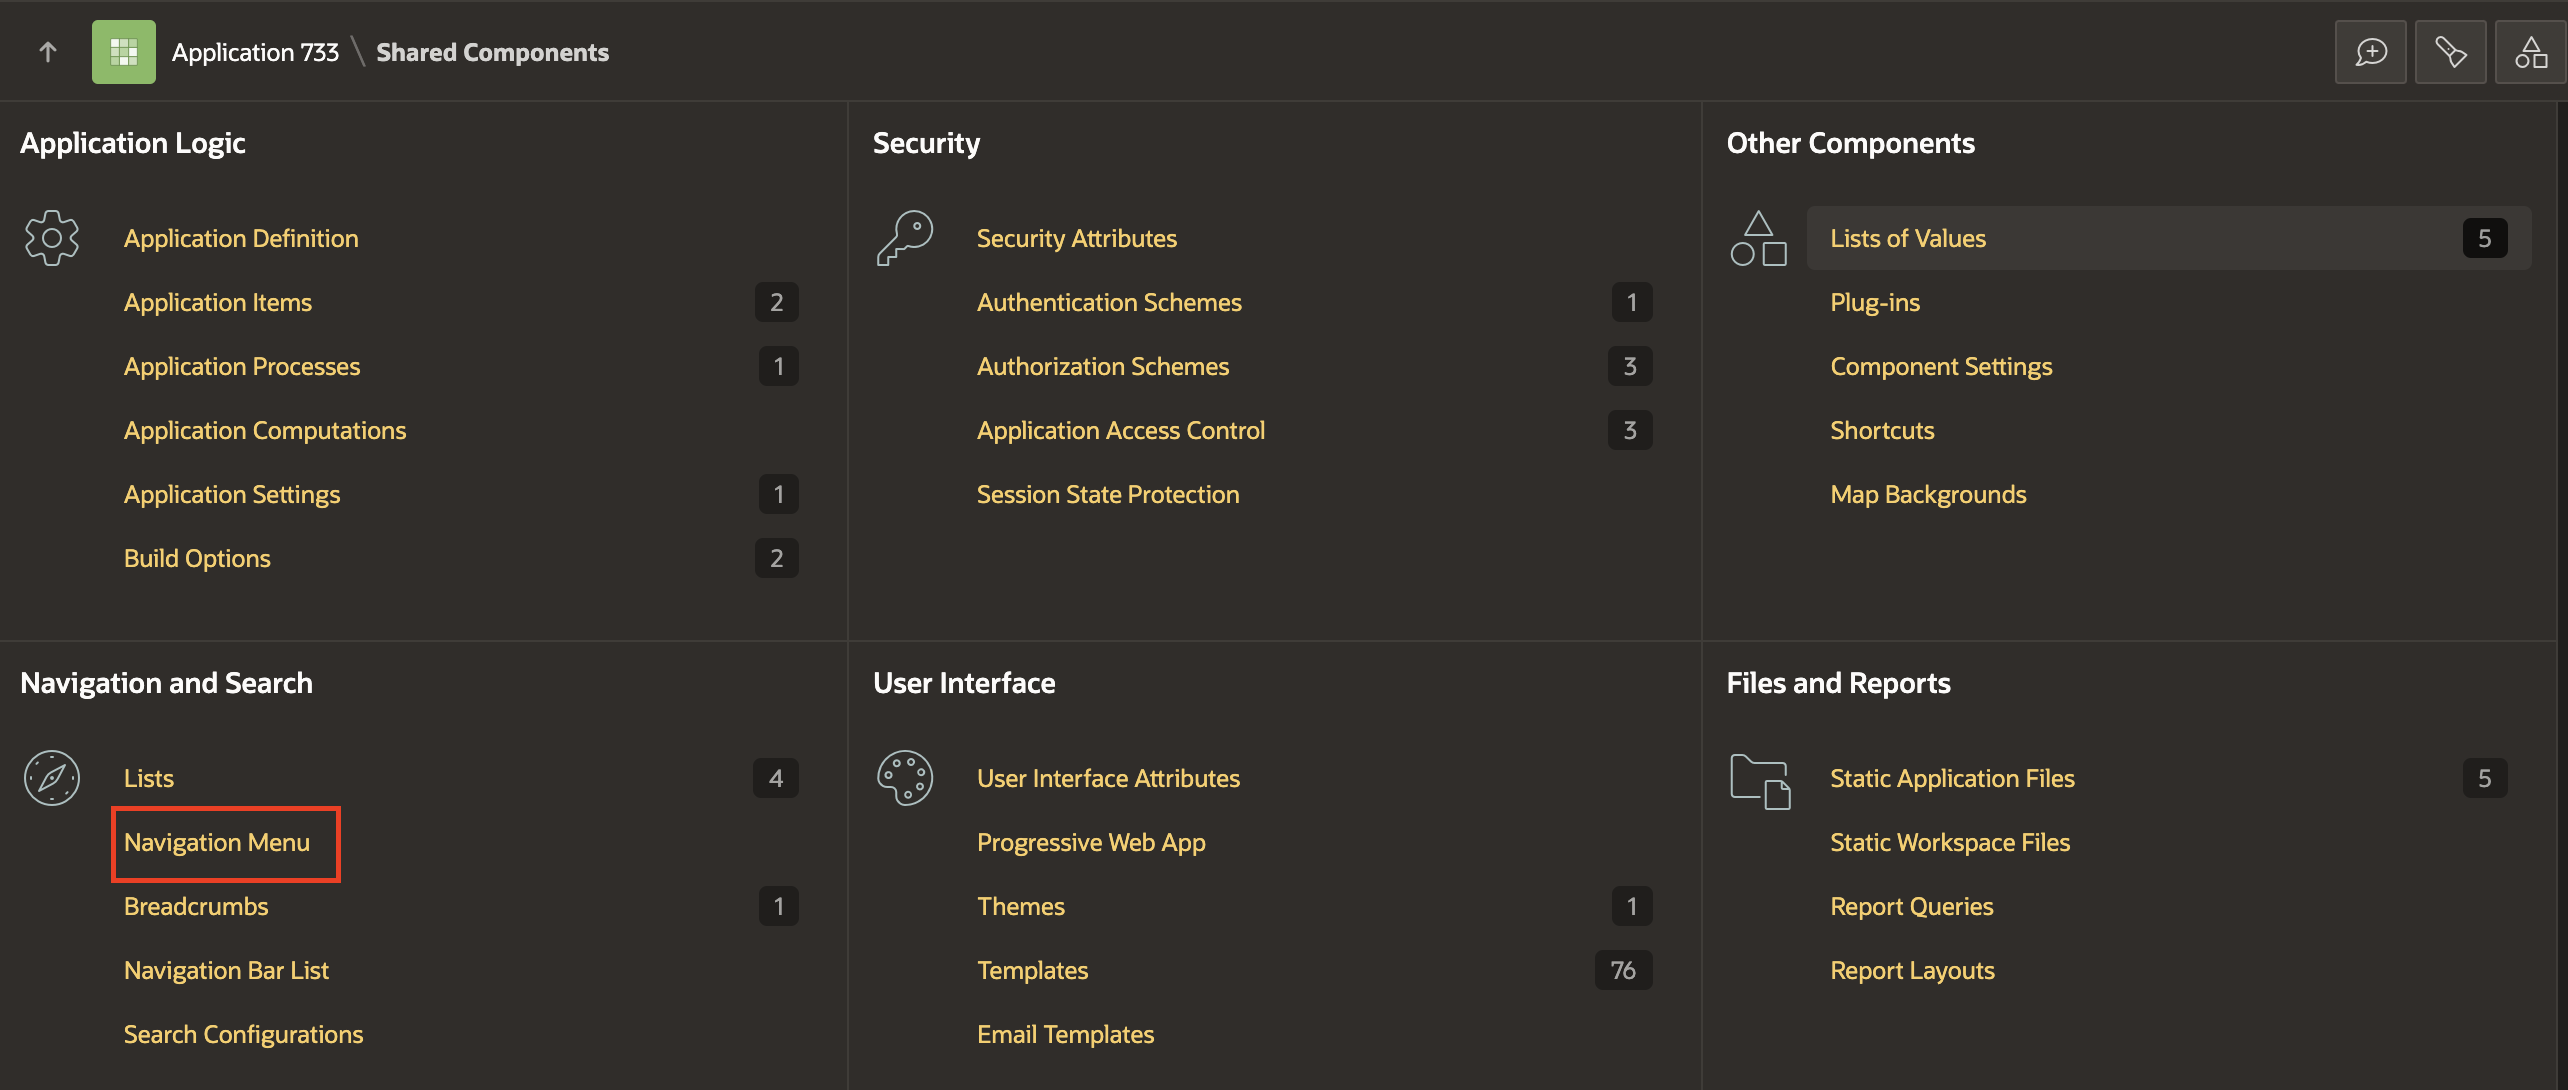 Application 733 \ Shared Components
Application Logic
Application Definition
Application Items 2
Application Processes 1
Application Computations
Application Settings 1
Build Options 2
Security
Security Attributes
Authentication Schemes 1
Authorization Schemes 3
Application Access Control 3
Session State Protection
Other Components
Lists of Values 5
Plug-ins
Component Settings
Shortcuts
Map Backgrounds
Navigation and Search
Lists 4
Navigation Menu
Breadcrumbs 1
Navigation Bar List
Search Configurations
User Interface
User Interface Attributes
Progressive Web App
Themes 1
Templates 76
Email Templates
Files and Reports
Static Application Files 5
Static Workspace Files
Report Queries
Report Layouts